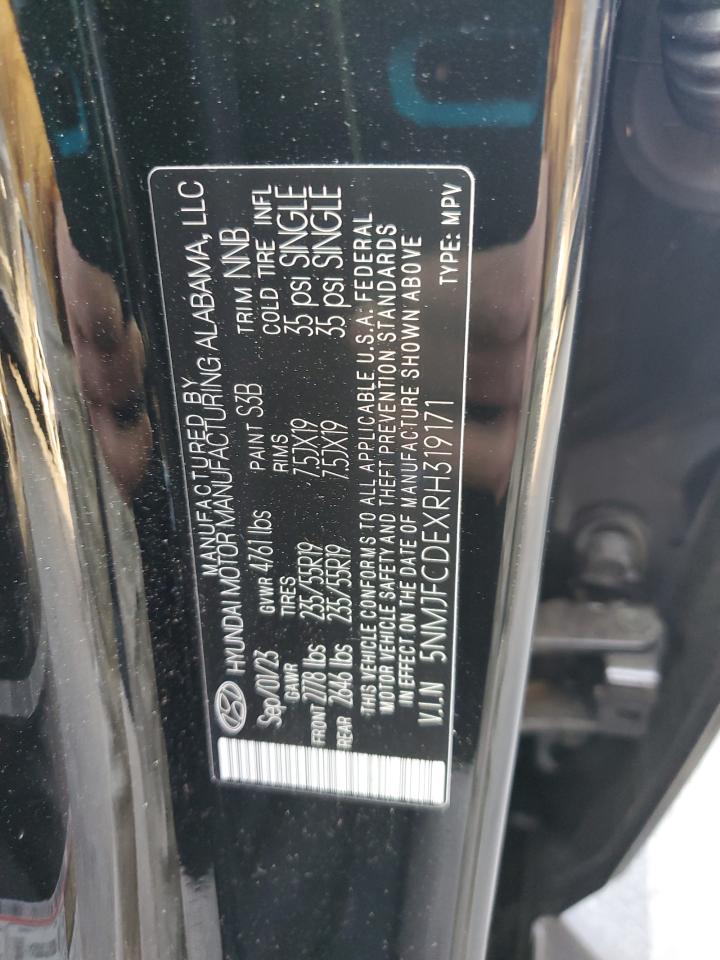 MANUFACTURED BY
HYUNDAI MOTOR MANUFACTURING ALABAMA, LLC
Sep/01/23 GVWR 4761 lbs PAINT S3B TRIM NNB
GAWR TIRES RIMS COLD TIRE INFL
FRONT 2778 lbs 235/55R19 7.5JX19 35 psi SINGLE
REAR 2646 lbs 235/55R19 7.5JX19 35 psi SINGLE
THIS VEHICLE CONFORMS TO ALL APPLICABLE U.S.A. FEDERAL
MOTOR VEHICLE SAFETY AND THEFT PREVENTION STANDARDS
IN EFFECT ON THE DATE OF MANUFACTURE SHOWN ABOVE
V.I.N 5NMJFCDEXRH319171 TYPE: MPV